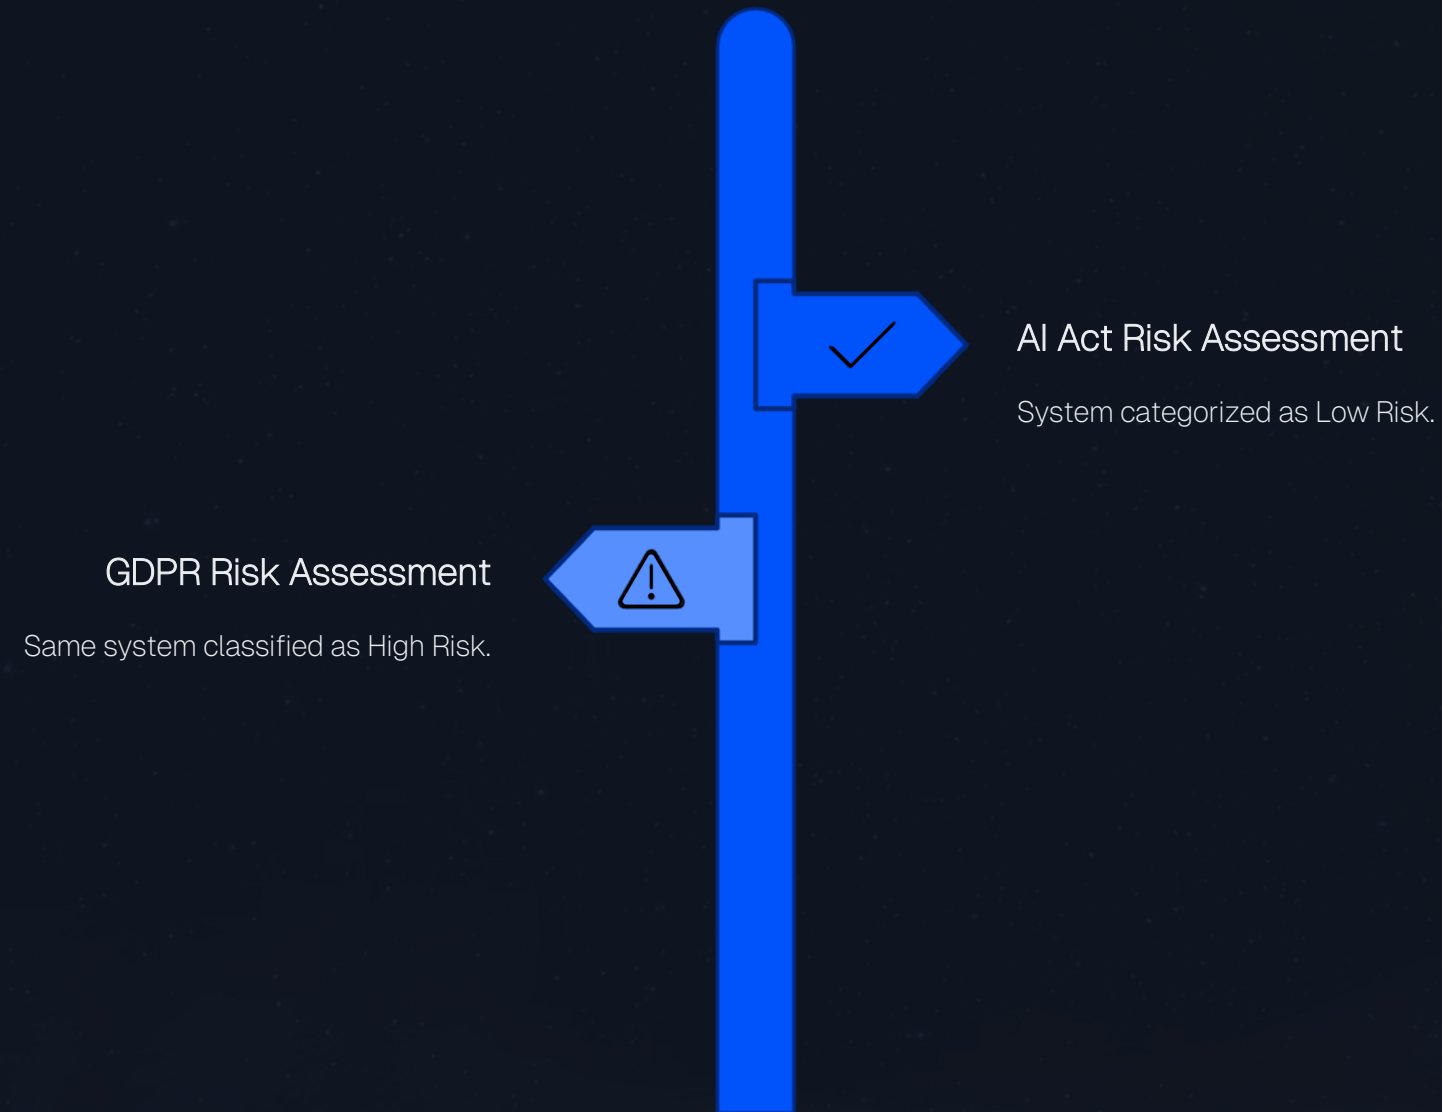 AI Act Risk Assessment
System categorized as Low Risk.
GDPR Risk Assessment
Same system classified as High Risk.